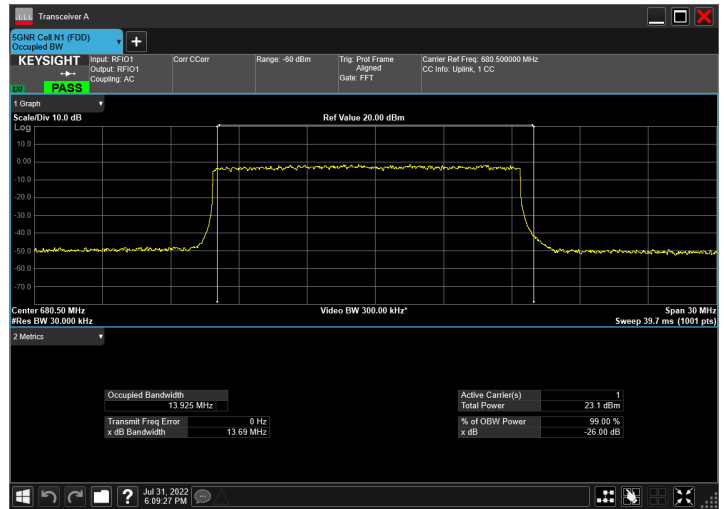 Transceiver A
5GNR Cell N1 (FDD)
Occupied BW
KEYSIGHT
Input: RFIO1
Output: RFIO1
Coupling: AC
Corr CCorr
Range: -60 dBm
Trig: Prot Frame
Aligned
Gate: FFT
Carrier Ref Freq: 680.500000 MHz
CC Info: Uplink, 1 CC
LXI
PASS
1 Graph
Scale/Div 10.0 dB
Ref Value 20.00 dBm
Log
10.0
0.00
-10.0
-20.0
-30.0
-40.0
-50.0
-60.0
-70.0
Center 680.50 MHz
Video BW 300.00 kHz*
Span 30 MHz
#Res BW 30.000 kHz
Sweep 39.7 ms (1001 pts)
2 Metrics
Occupied Bandwidth
13.925 MHz
Transmit Freq Error 0 Hz
x dB Bandwidth 13.69 MHz
Active Carrier(s) 1
Total Power 23.1 dBm
% of OBW Power 99.00 %
x dB -26.00 dB
Jul 31, 2022
6:09:27 PM